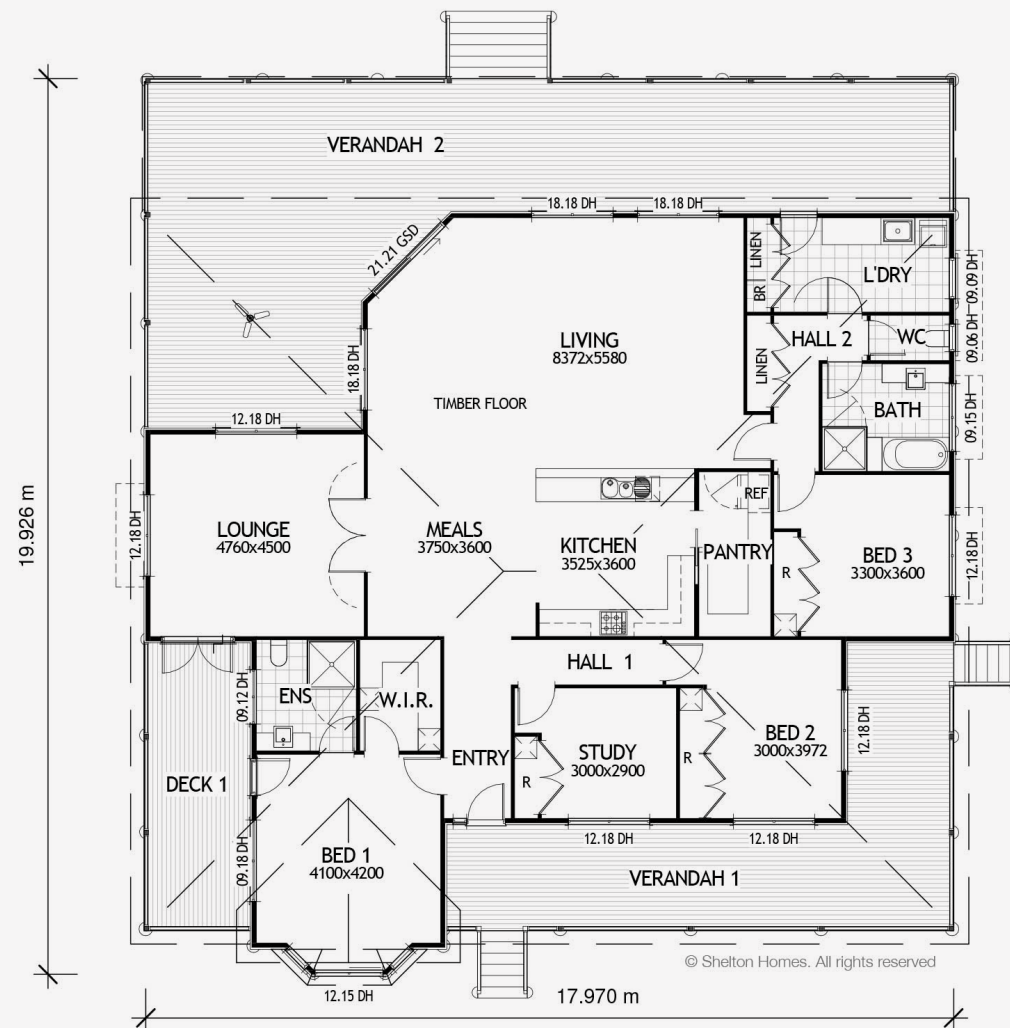 VERANDAH 2
18.18 DH
18.18 DH
21.21 GSD
LINEN
BR
L'DRY
09.09 DH
18.18 DH
LIVING
8372x5580
TIMBER FLOOR
LINEN
HALL 2
WC
09.06 DH
BATH
09.15 DH
12.18 DH
12.18 DH
LOUNGE
4760x4500
MEALS
3750x3600
KITCHEN
3525x3600
REF
PANTRY
R
BED 3
3300x3600
12.18 DH
19.926 m
HALL 1
ENS
W.I.R.
09.12 DH
DECK 1
ENTRY
R
STUDY
3000x2900
R
BED 2
3000x3972
12.18 DH
12.18 DH
12.18 DH
09.18 DH
BED 1
4100x4200
VERANDAH 1
12.15 DH
© Shelton Homes. All rights reserved
17.970 m